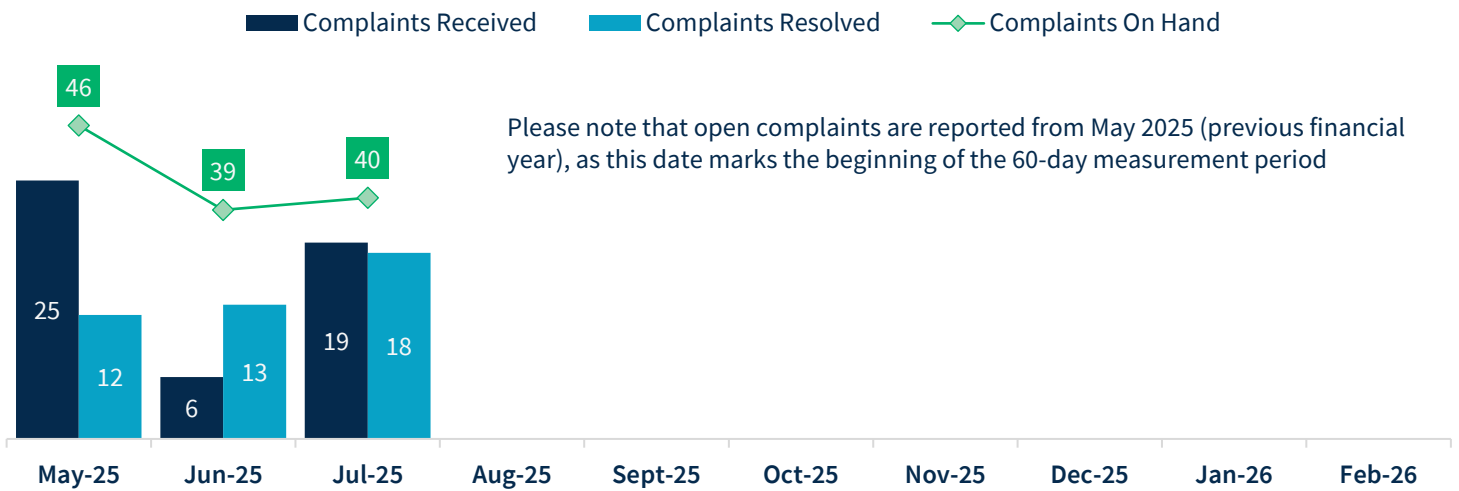 Complaints Received Complaints Resolved Complaints On Hand
46
39
40
Please note that open complaints are reported from May 2025 (previous financial
year), as this date marks the beginning of the 60-day measurement period
25
12
6
13
19
18
May-25 Jun-25 Jul-25 Aug-25 Sept-25 Oct-25 Nov-25 Dec-25 Jan-26 Feb-26